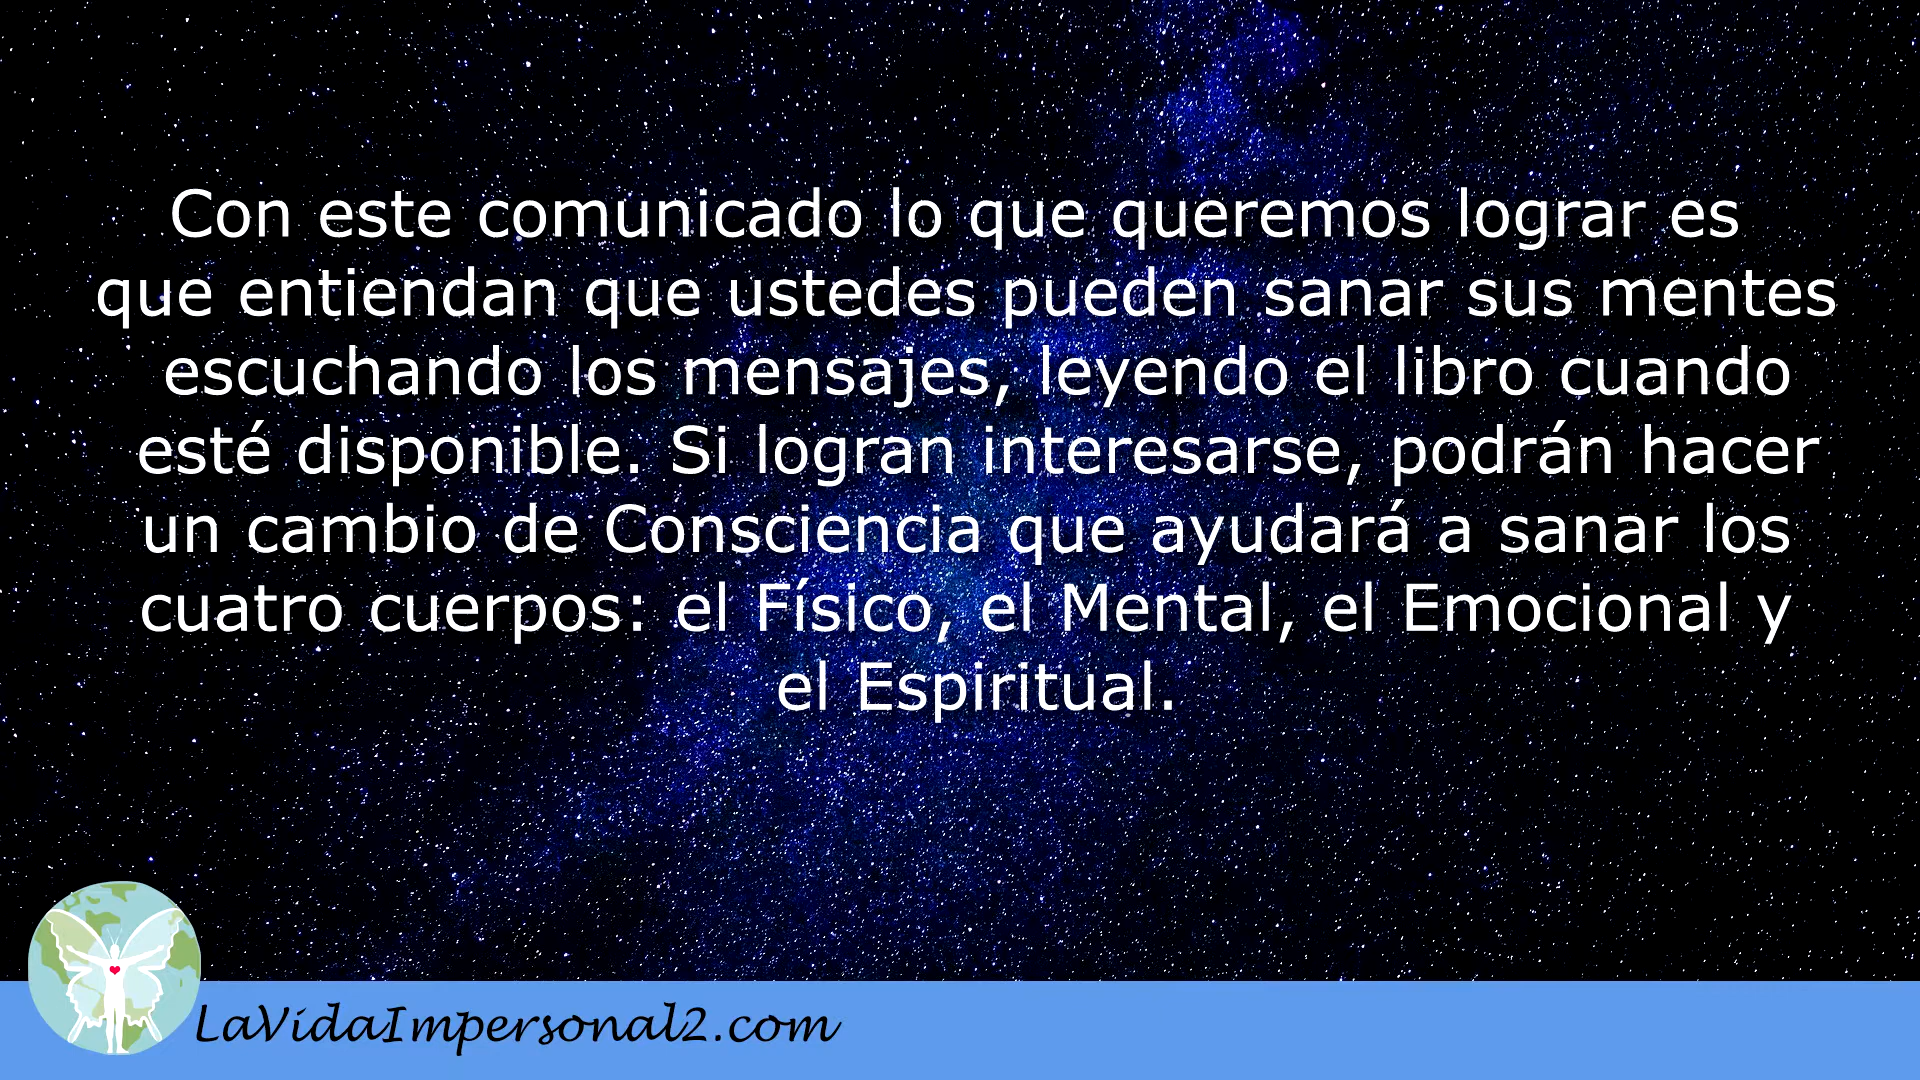 Con este comunicado lo que queremos lograr es
que entiendan que ustedes pueden sanar sus mentes
escuchando los mensajes, leyendo el libro cuando
esté disponible. Si logran interesarse, podrán hacer
un cambio de Consciencia que ayudará a sanar los
cuatro cuerpos: el Físico, el Mental, el Emocional y
el Espiritual.
LaVidaImpersonal2.com